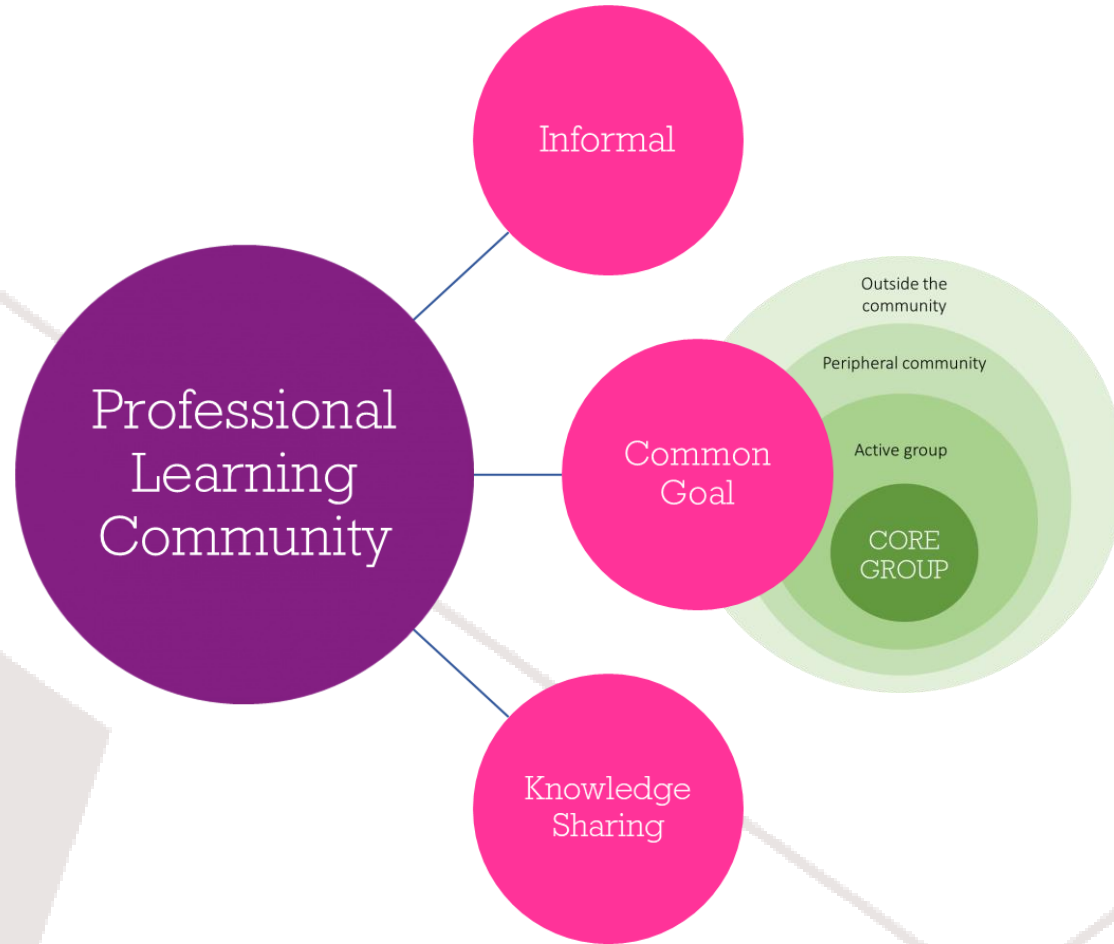 Informal
Professional
Learning
Community
Common
Goal
Outside the
community
Peripheral community
Active group
CORE
GROUP
Knowledge
Sharing